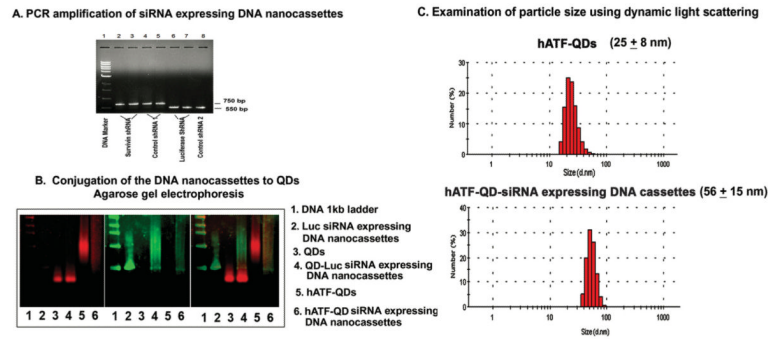 A. PCR amplification of siRNA expressing DNA nanocassettes
1 2 3 4 5 6 7 8
750 bp
550 bp
DNA Marker
Survivin shRNA
Control shRNA 1
Luciferase ShRNA
Control shRNA 2
B. Conjugation of the DNA nanocassettes to QDs
Agarose gel electrophoresis
1 2 3 4 5 6 1 2 3 4 5 6 1 2 3 4 5 6
1. DNA 1kb ladder
2. Luc siRNA expressing
DNA nanocassettes
3. QDs
4. QD-Luc siRNA expressing
DNA nanocassettes
5. hATF-QDs
6. hATF-QD siRNA expressing
DNA nanocassettes
C. Examination of particle size using dynamic light scattering
hATF-QDs (25 ± 8 nm)
Number (%)
30
20
10
0
1 10 100 1000
Size (d.nm)
hATF-QD-siRNA expressing DNA cassettes (56 ± 15 nm)
Number (%)
40
30
20
10
0
1 10 100 1000
Size (d.nm)